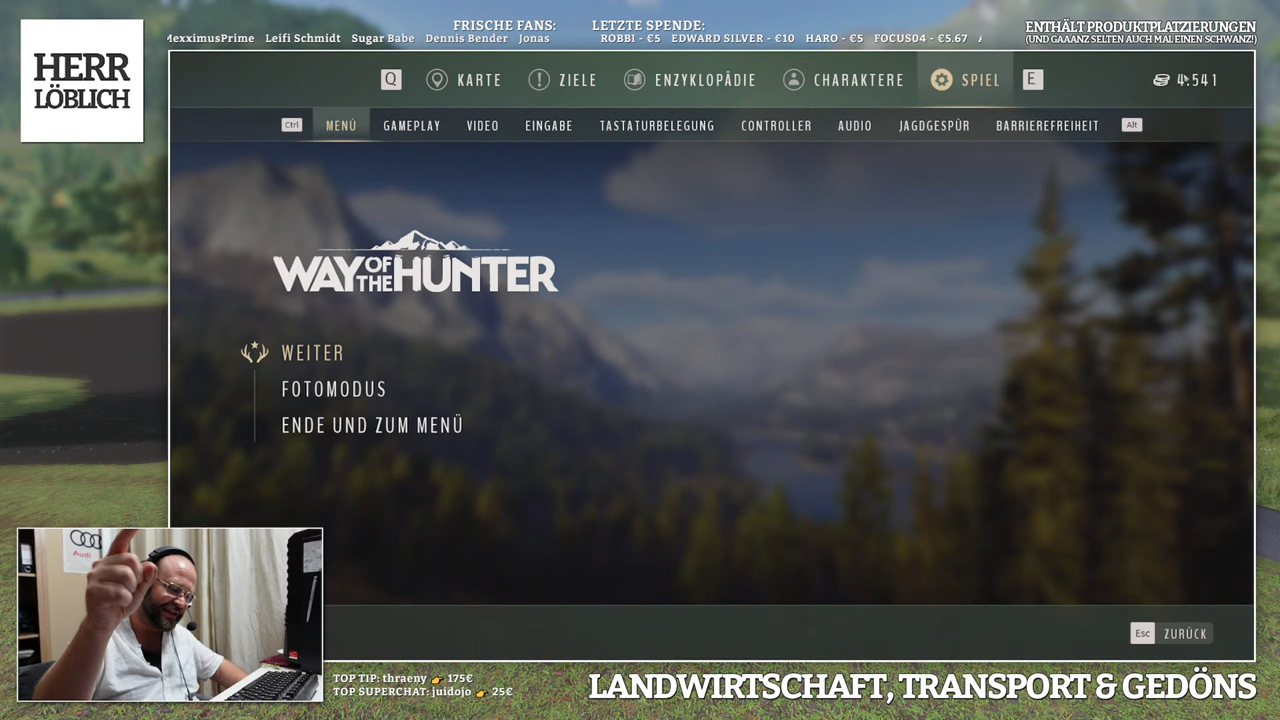 HERR
LÖBLICH
FRISCHE FANS:
MexximusPrime Leifi Schmidt Sugar Babe Dennis Bender Jonas
LETZTE SPENDE:
ROBBI - €5 EDWARD SILVER - €10 HARO - €5 FOCUS04 - €5.67
ENTHÄLT PRODUKTPLATZIERUNGEN
(UND GAAANZ SELTEN AUCH MAL EINEN SCHWANZ!)
Q KARTE ZIELE ENZYKLOPÄDIE CHARAKTERE SPIEL E 4.541
Ctrl MENÜ GAMEPLAY VIDEO EINGABE TASTATURBELEGUNG CONTROLLER AUDIO JAGDGESPÜR BARRIEREFREIHEIT Alt
WAY OF THE HUNTER
WEITER
FOTOMODUS
ENDE UND ZUM MENÜ
Audi
Esc ZURÜCK
TOP TIP: thraeny 👉 175€
TOP SUPERCHAT: juidojo 👉 25€
LANDWIRTSCHAFT, TRANSPORT & GEDÖNS